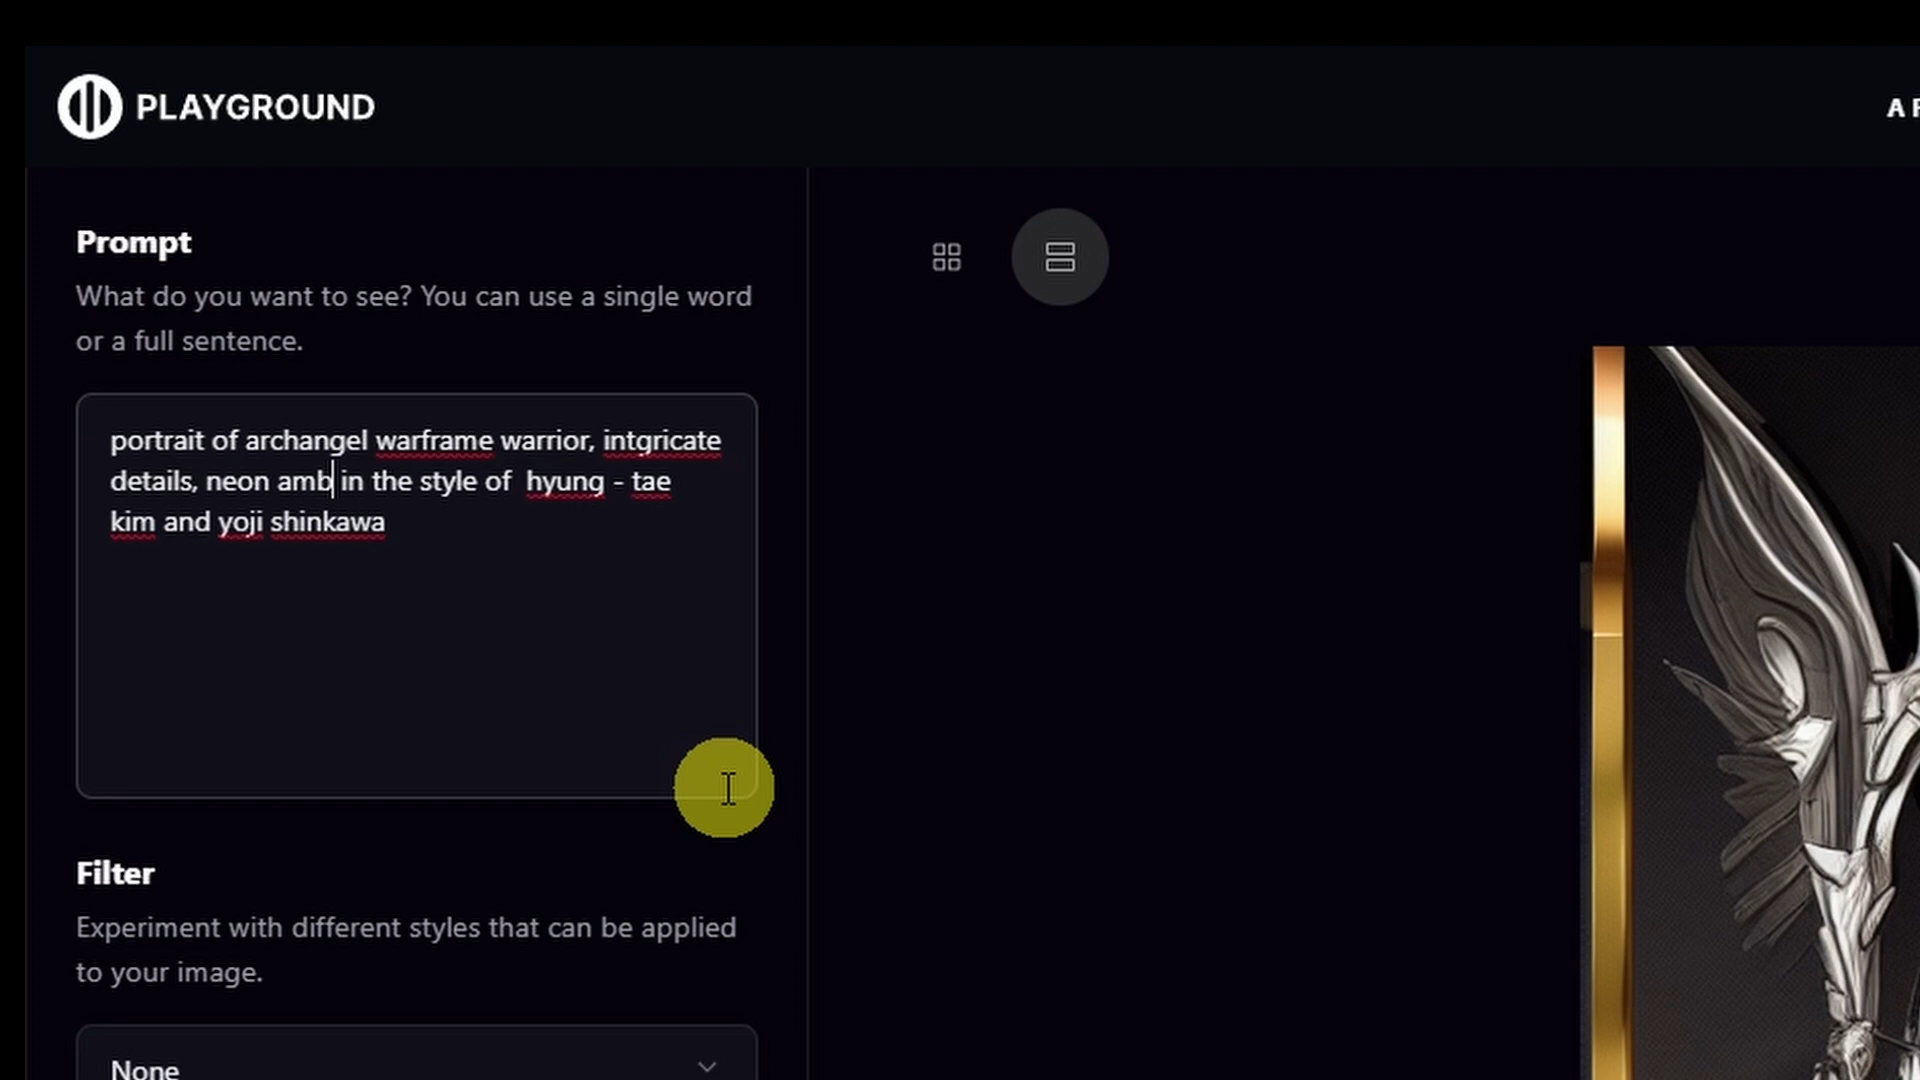 PLAYGROUND
Prompt
What do you want to see? You can use a single word
or a full sentence.
portrait of archangel warframe warrior, intgricate
details, neon amb in the style of  hyung - tae
kim and yoji shinkawa
Filter
Experiment with different styles that can be applied
to your image.
None